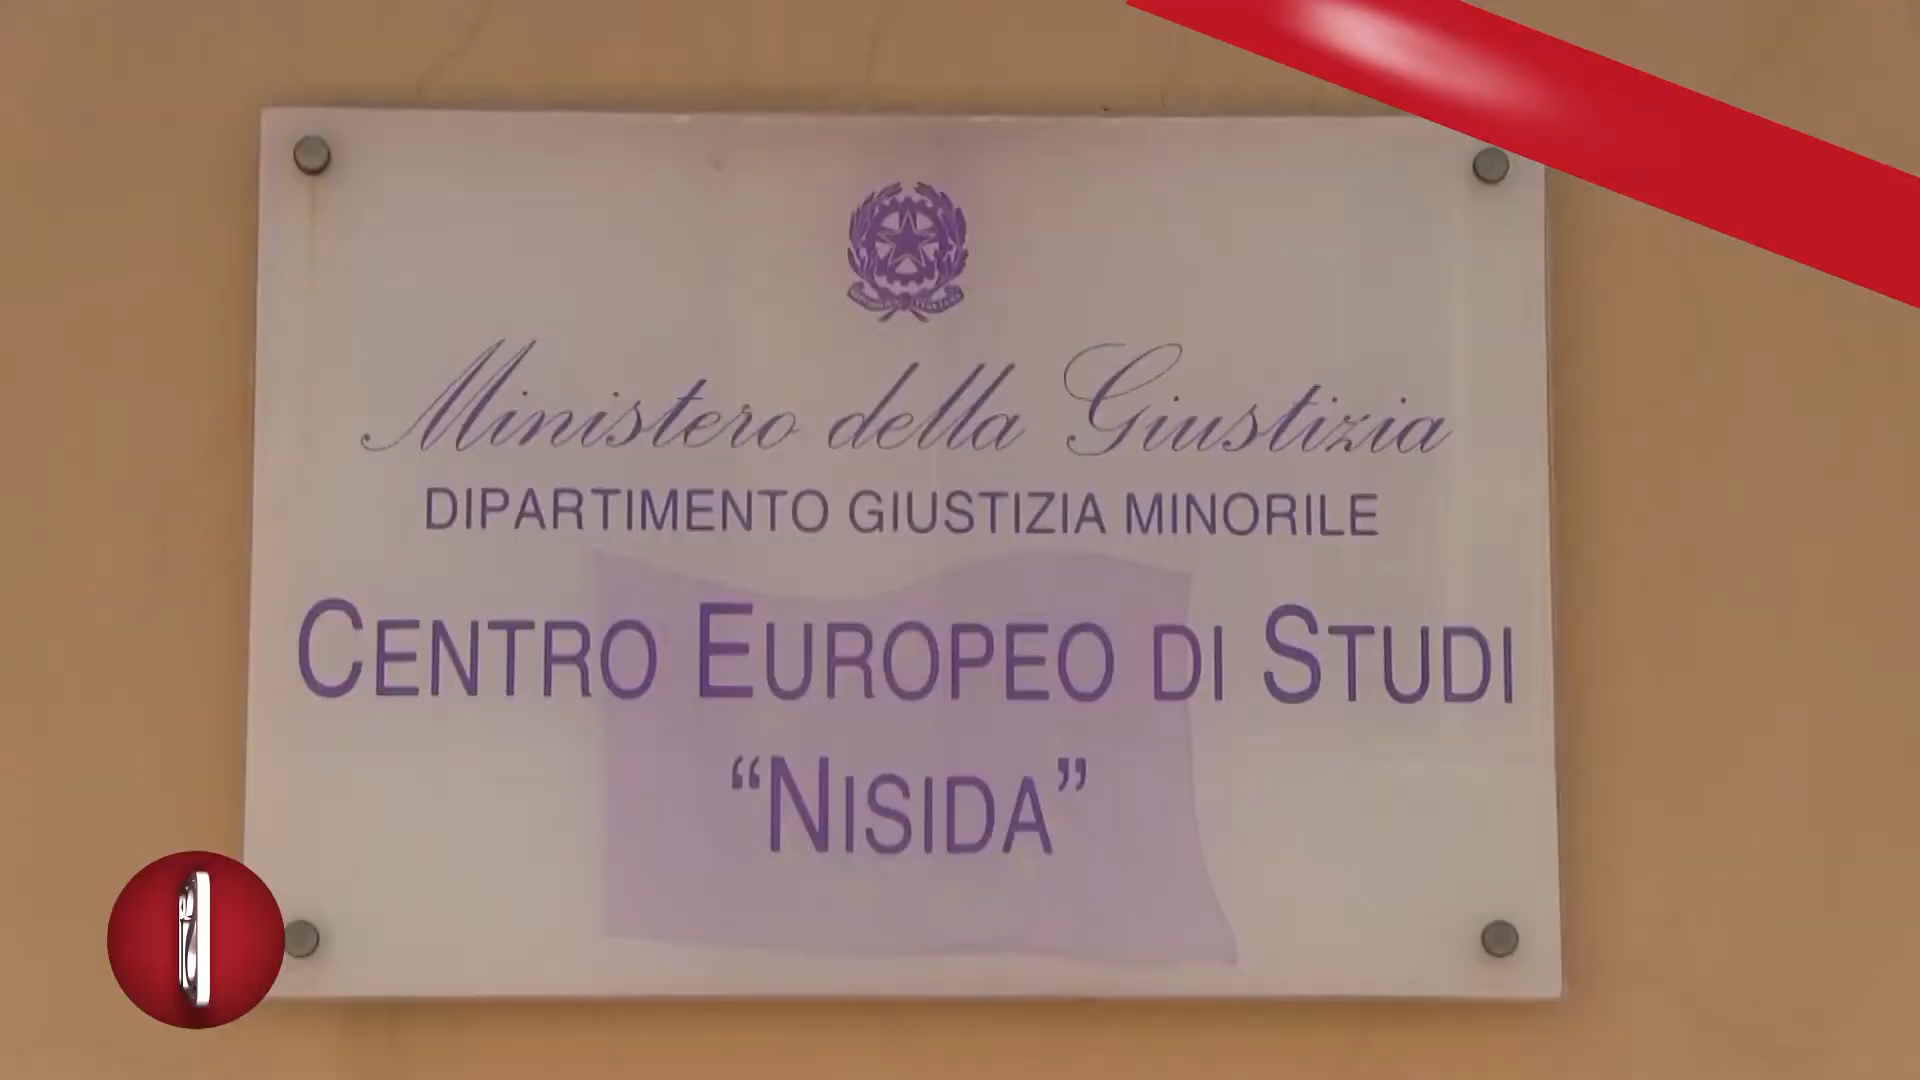 Ministero della Giustizia
DIPARTIMENTO GIUSTIZIA MINORILE
CENTRO EUROPEO DI STUDI
“NISIDA”